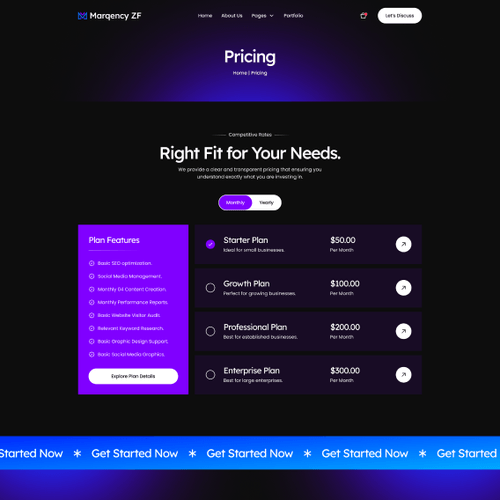 Marqency ZF
Home About Us Pages Portfolio
Let's Discuss
Pricing
Home | Pricing
Competitive Rates
Right Fit for Your Needs.
We provide a clear and transparent pricing that ensuring you
understand exactly what you are investing in.
Monthly Yearly
Plan Features
Basic SEO optimization.
Social Media Management.
Monthly 04 Content Creation.
Monthly Performance Reports.
Basic Website Visitor Audit.
Relevant Keyword Research.
Basic Graphic Design Support.
Basic Social Media Graphics.
Explore Plan Details
Starter Plan $50.00
Ideal for small businesses. Per Month
Growth Plan $100.00
Perfect for growing businesses. Per Month
Professional Plan $200.00
Best for established businesses. Per Month
Enterprise Plan $300.00
Best for large enterprises. Per Month
Started Now * Get Started Now * Get Started Now * Get Started Now * Get Started